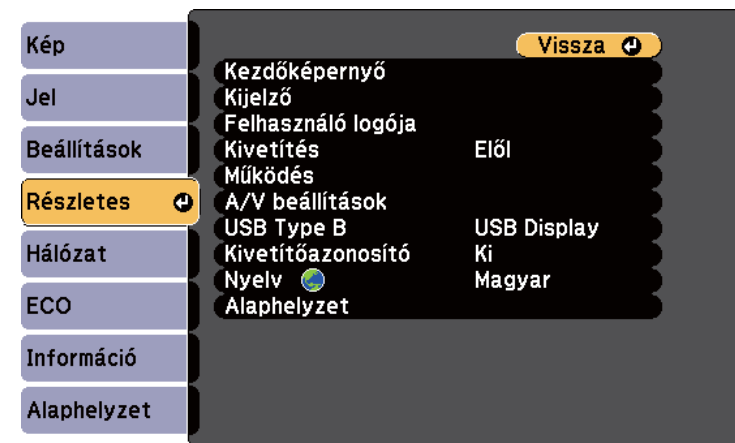 Kép
Jel
Beállítások
Részletes
Hálózat
ECO
Információ
Alaphelyzet
Vissza
Kezdőképernyő
Kijelző
Felhasználó logója
Kivetítés Elől
Működés
A/V beállítások
USB Type B USB Display
Kivetítőazonosító Ki
Nyelv Magyar
Alaphelyzet